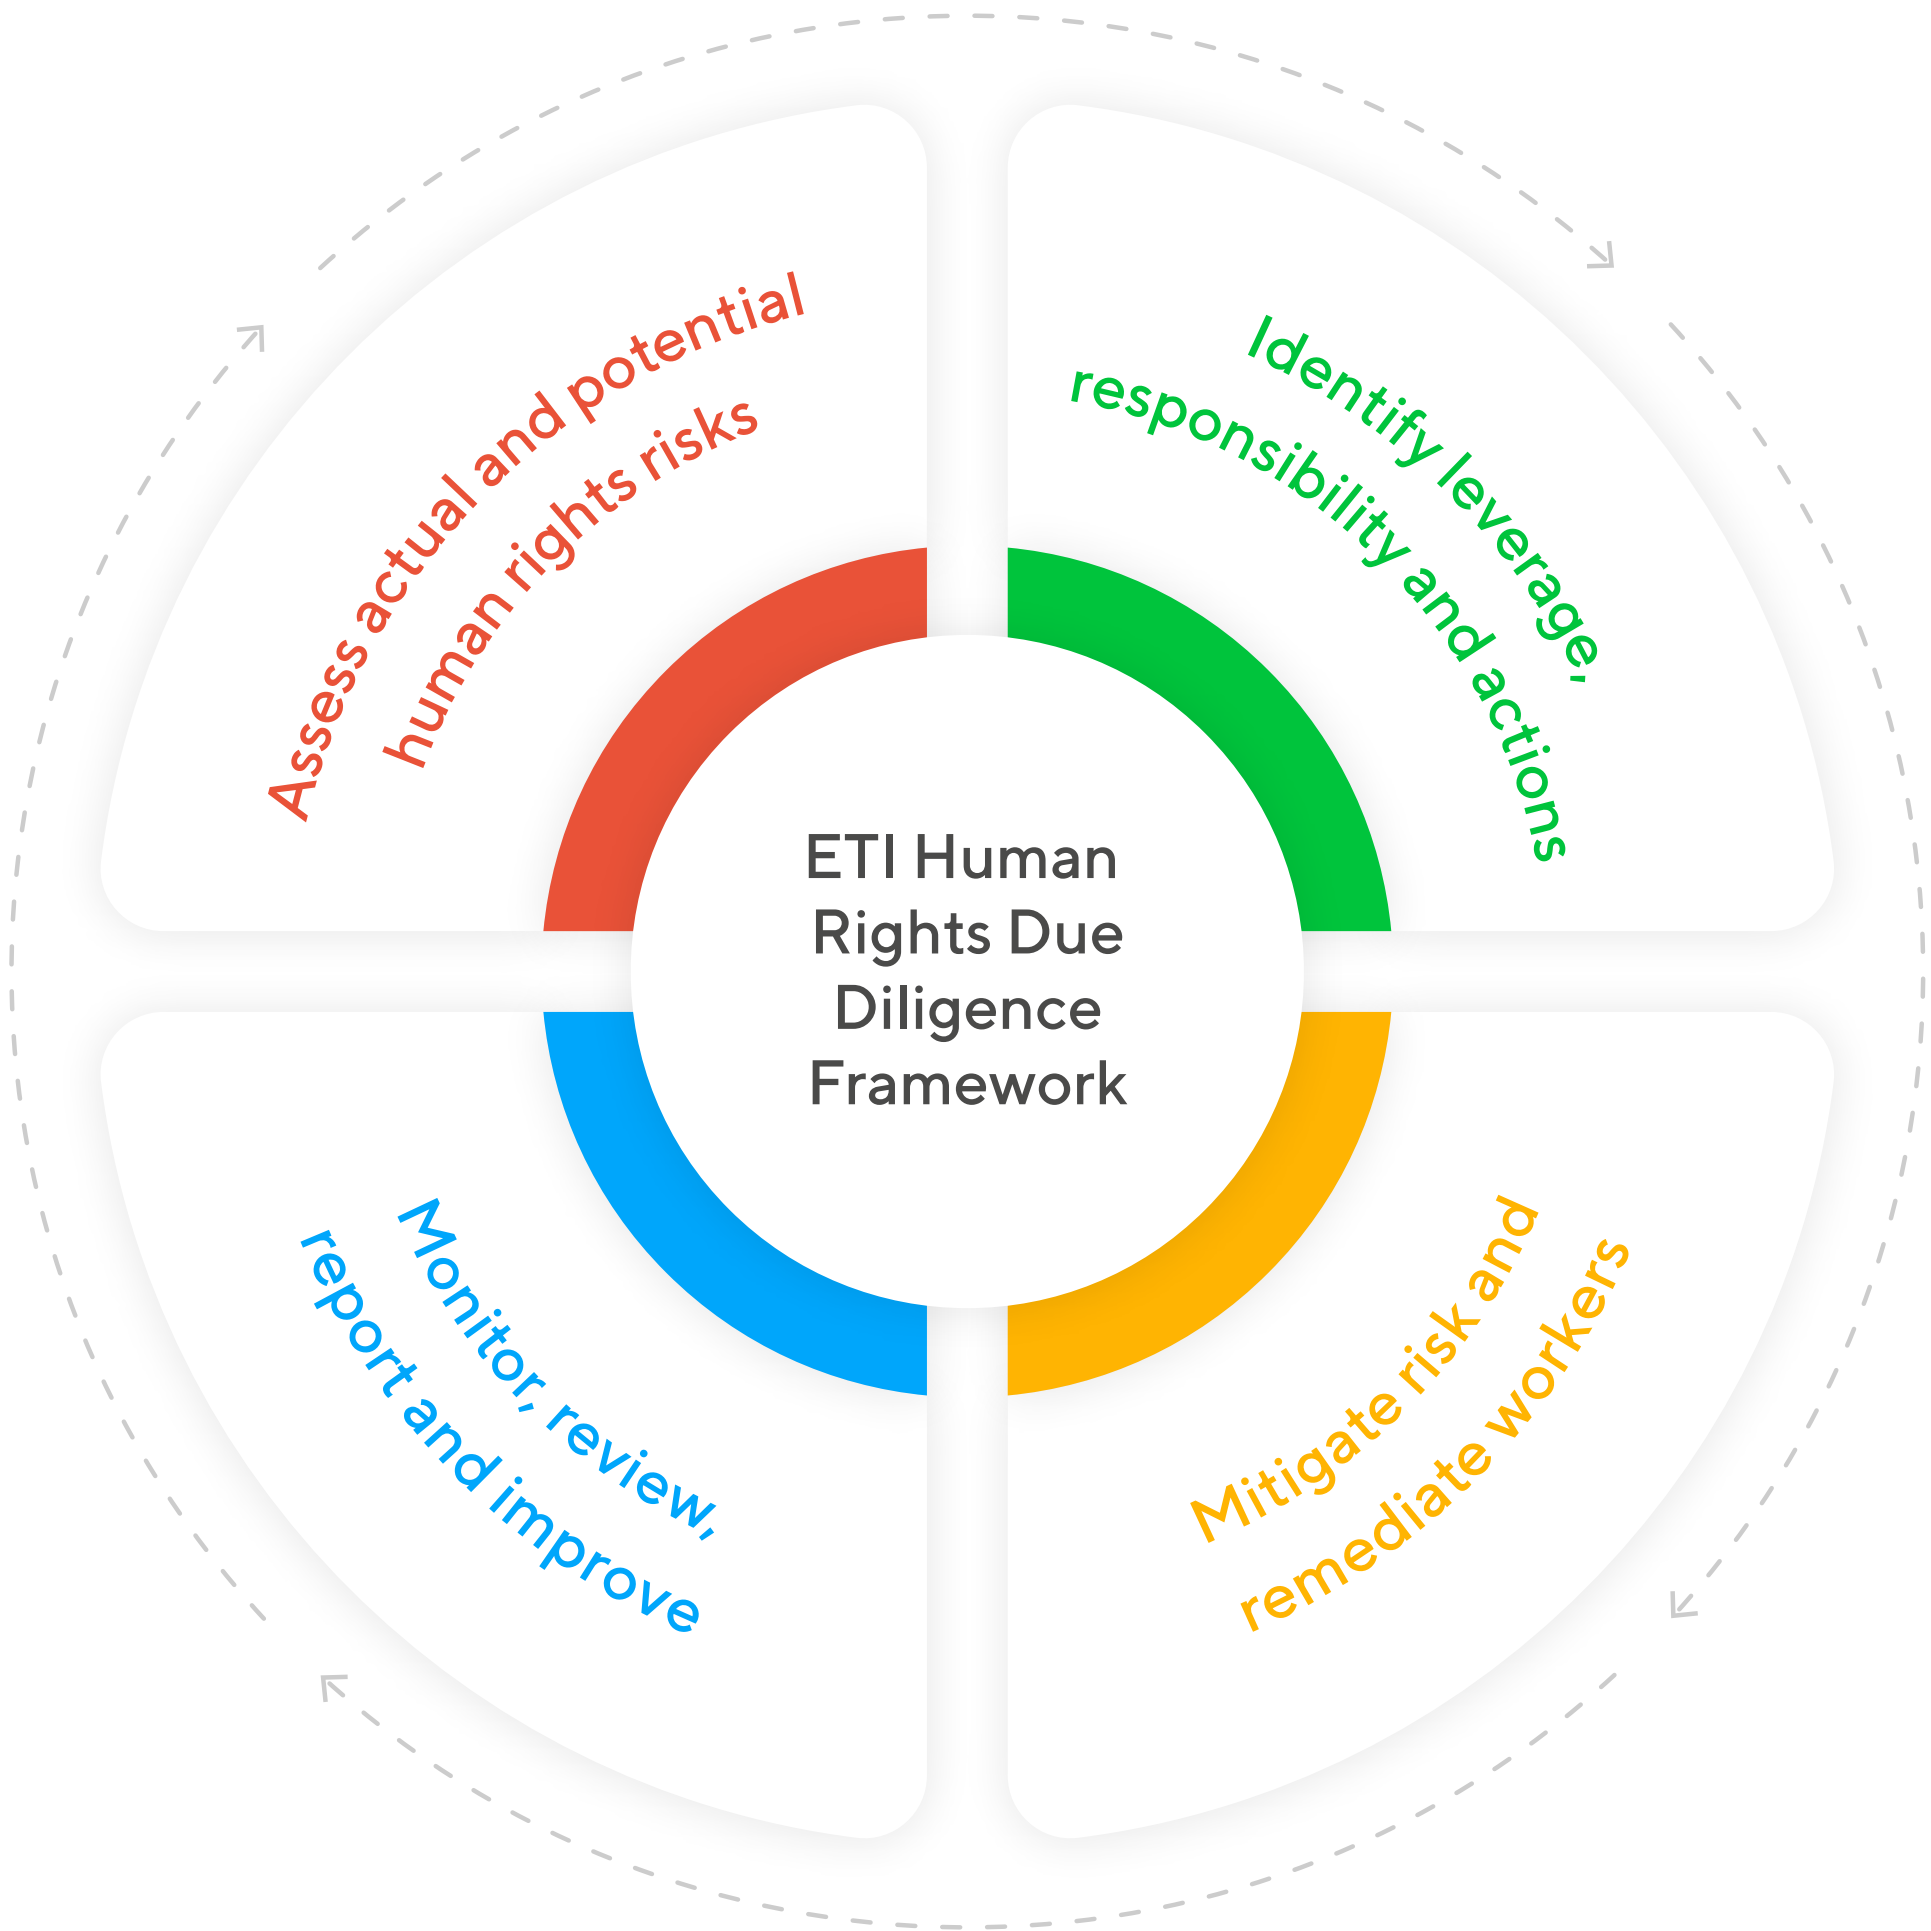 Assess actual and potential
human rights risks
Identify leverage,
responsibility and actions
ETI Human
Rights Due
Diligence
Framework
Mitigate risk and
remediate workers
Monitor, review,
report and improve